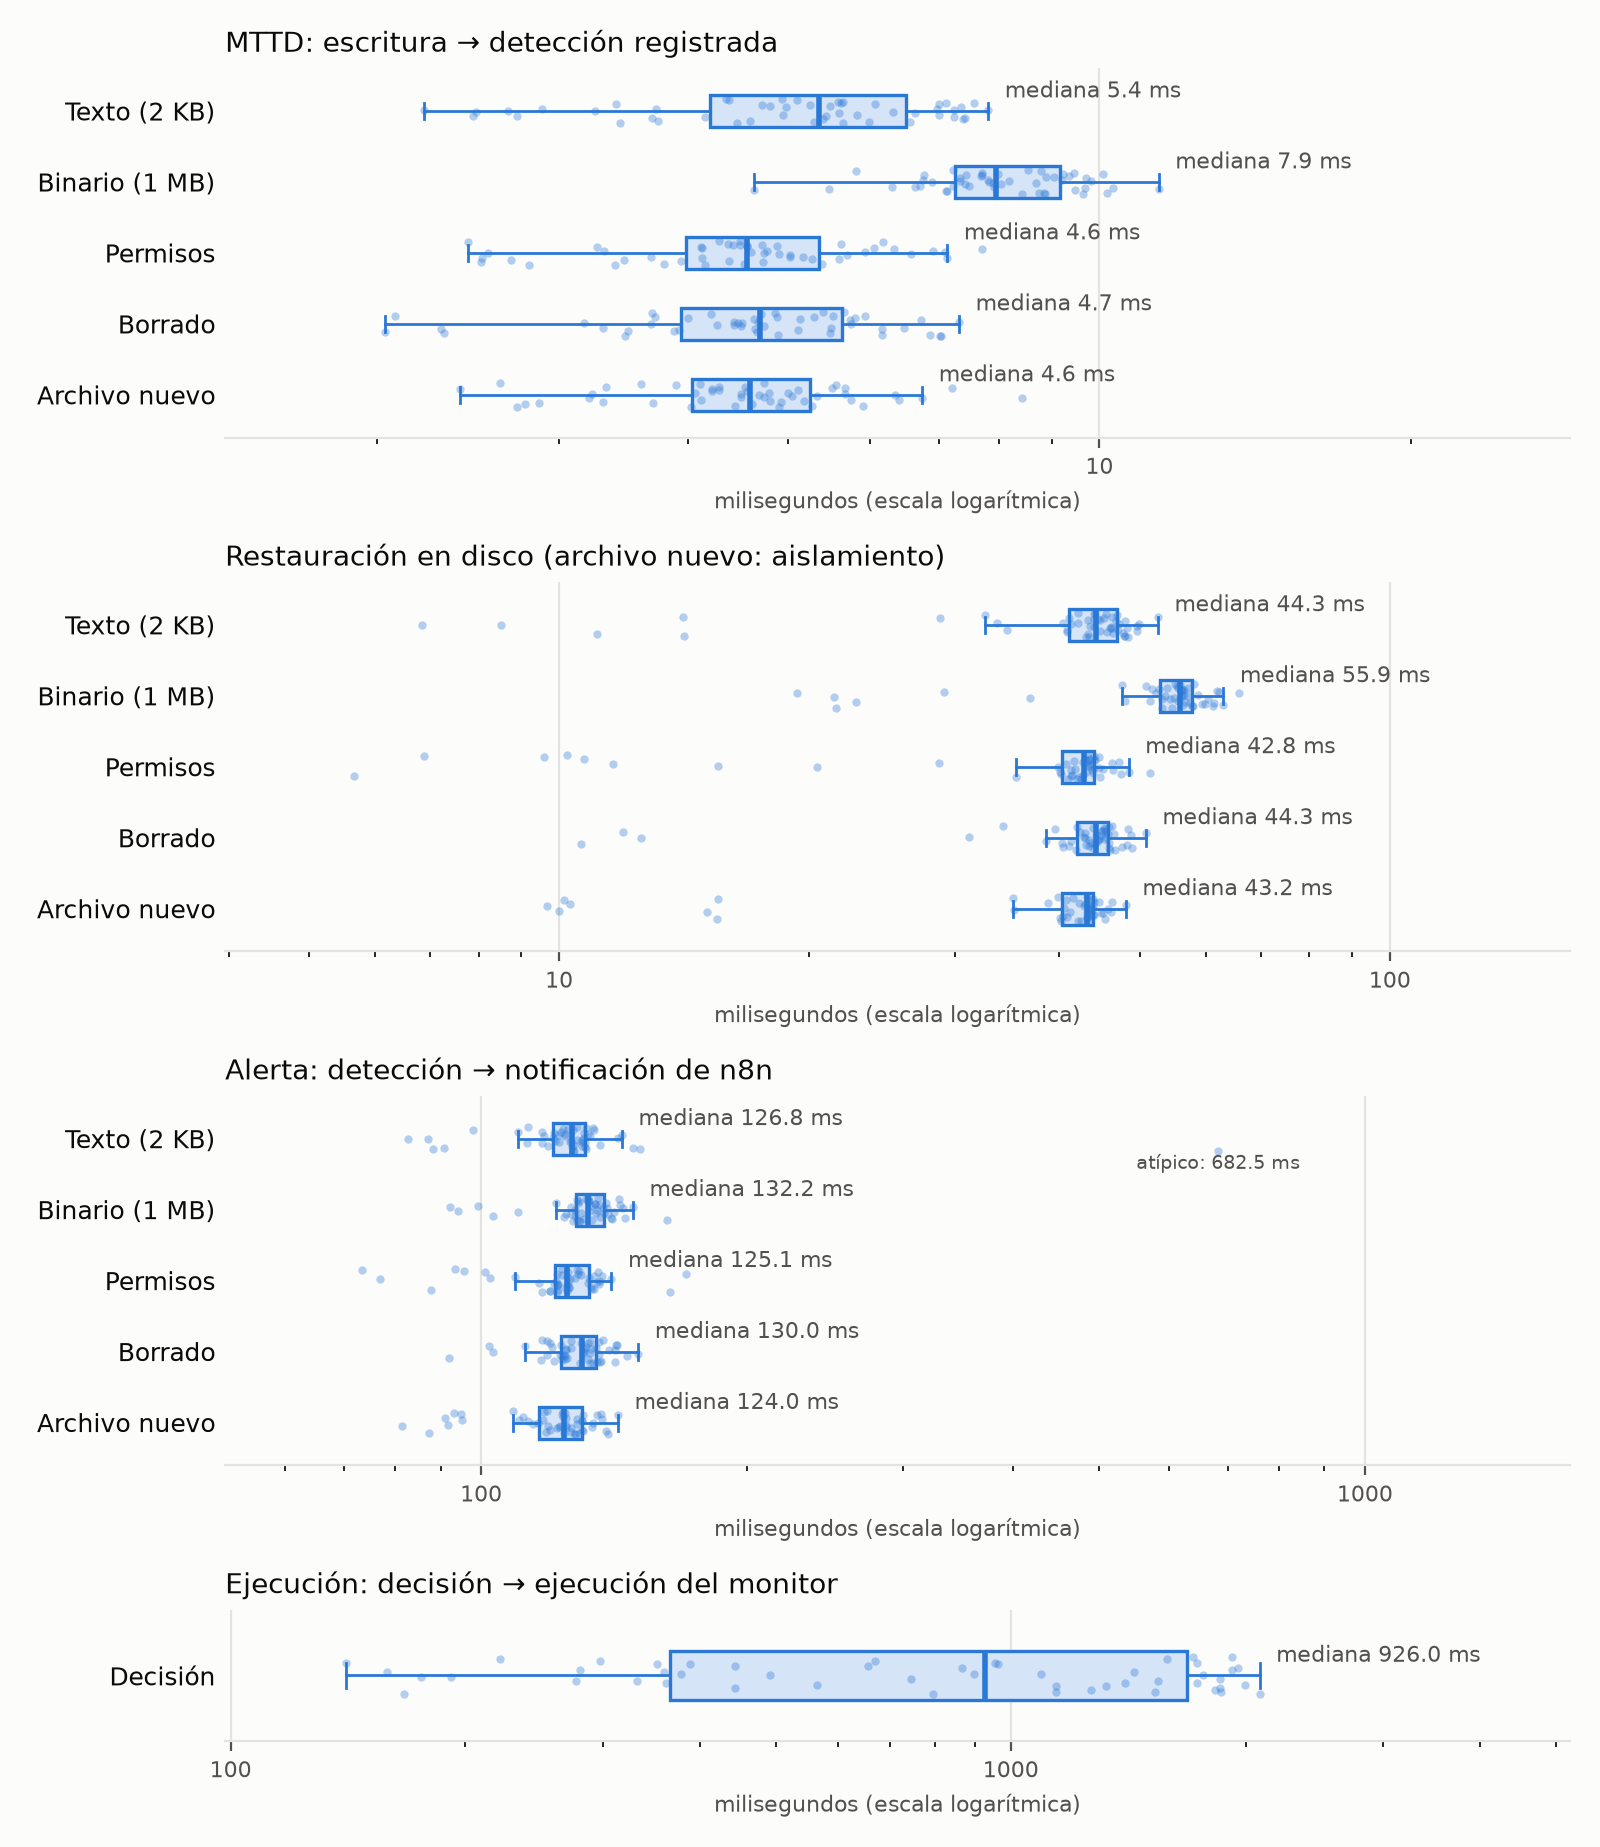 MTTD: escritura → detección registrada
Texto (2 KB)
mediana 5.4 ms
Binario (1 MB)
mediana 7.9 ms
Permisos
mediana 4.6 ms
Borrado
mediana 4.7 ms
Archivo nuevo
mediana 4.6 ms
10
milisegundos (escala logarítmica)
Restauración en disco (archivo nuevo: aislamiento)
Texto (2 KB)
mediana 44.3 ms
Binario (1 MB)
mediana 55.9 ms
Permisos
mediana 42.8 ms
Borrado
mediana 44.3 ms
Archivo nuevo
mediana 43.2 ms
10 100
milisegundos (escala logarítmica)
Alerta: detección → notificación de n8n
Texto (2 KB)
mediana 126.8 ms
atípico: 682.5 ms
Binario (1 MB)
mediana 132.2 ms
Permisos
mediana 125.1 ms
Borrado
mediana 130.0 ms
Archivo nuevo
mediana 124.0 ms
100 1000
milisegundos (escala logarítmica)
Ejecución: decisión → ejecución del monitor
Decisión
mediana 926.0 ms
100 1000
milisegundos (escala logarítmica)